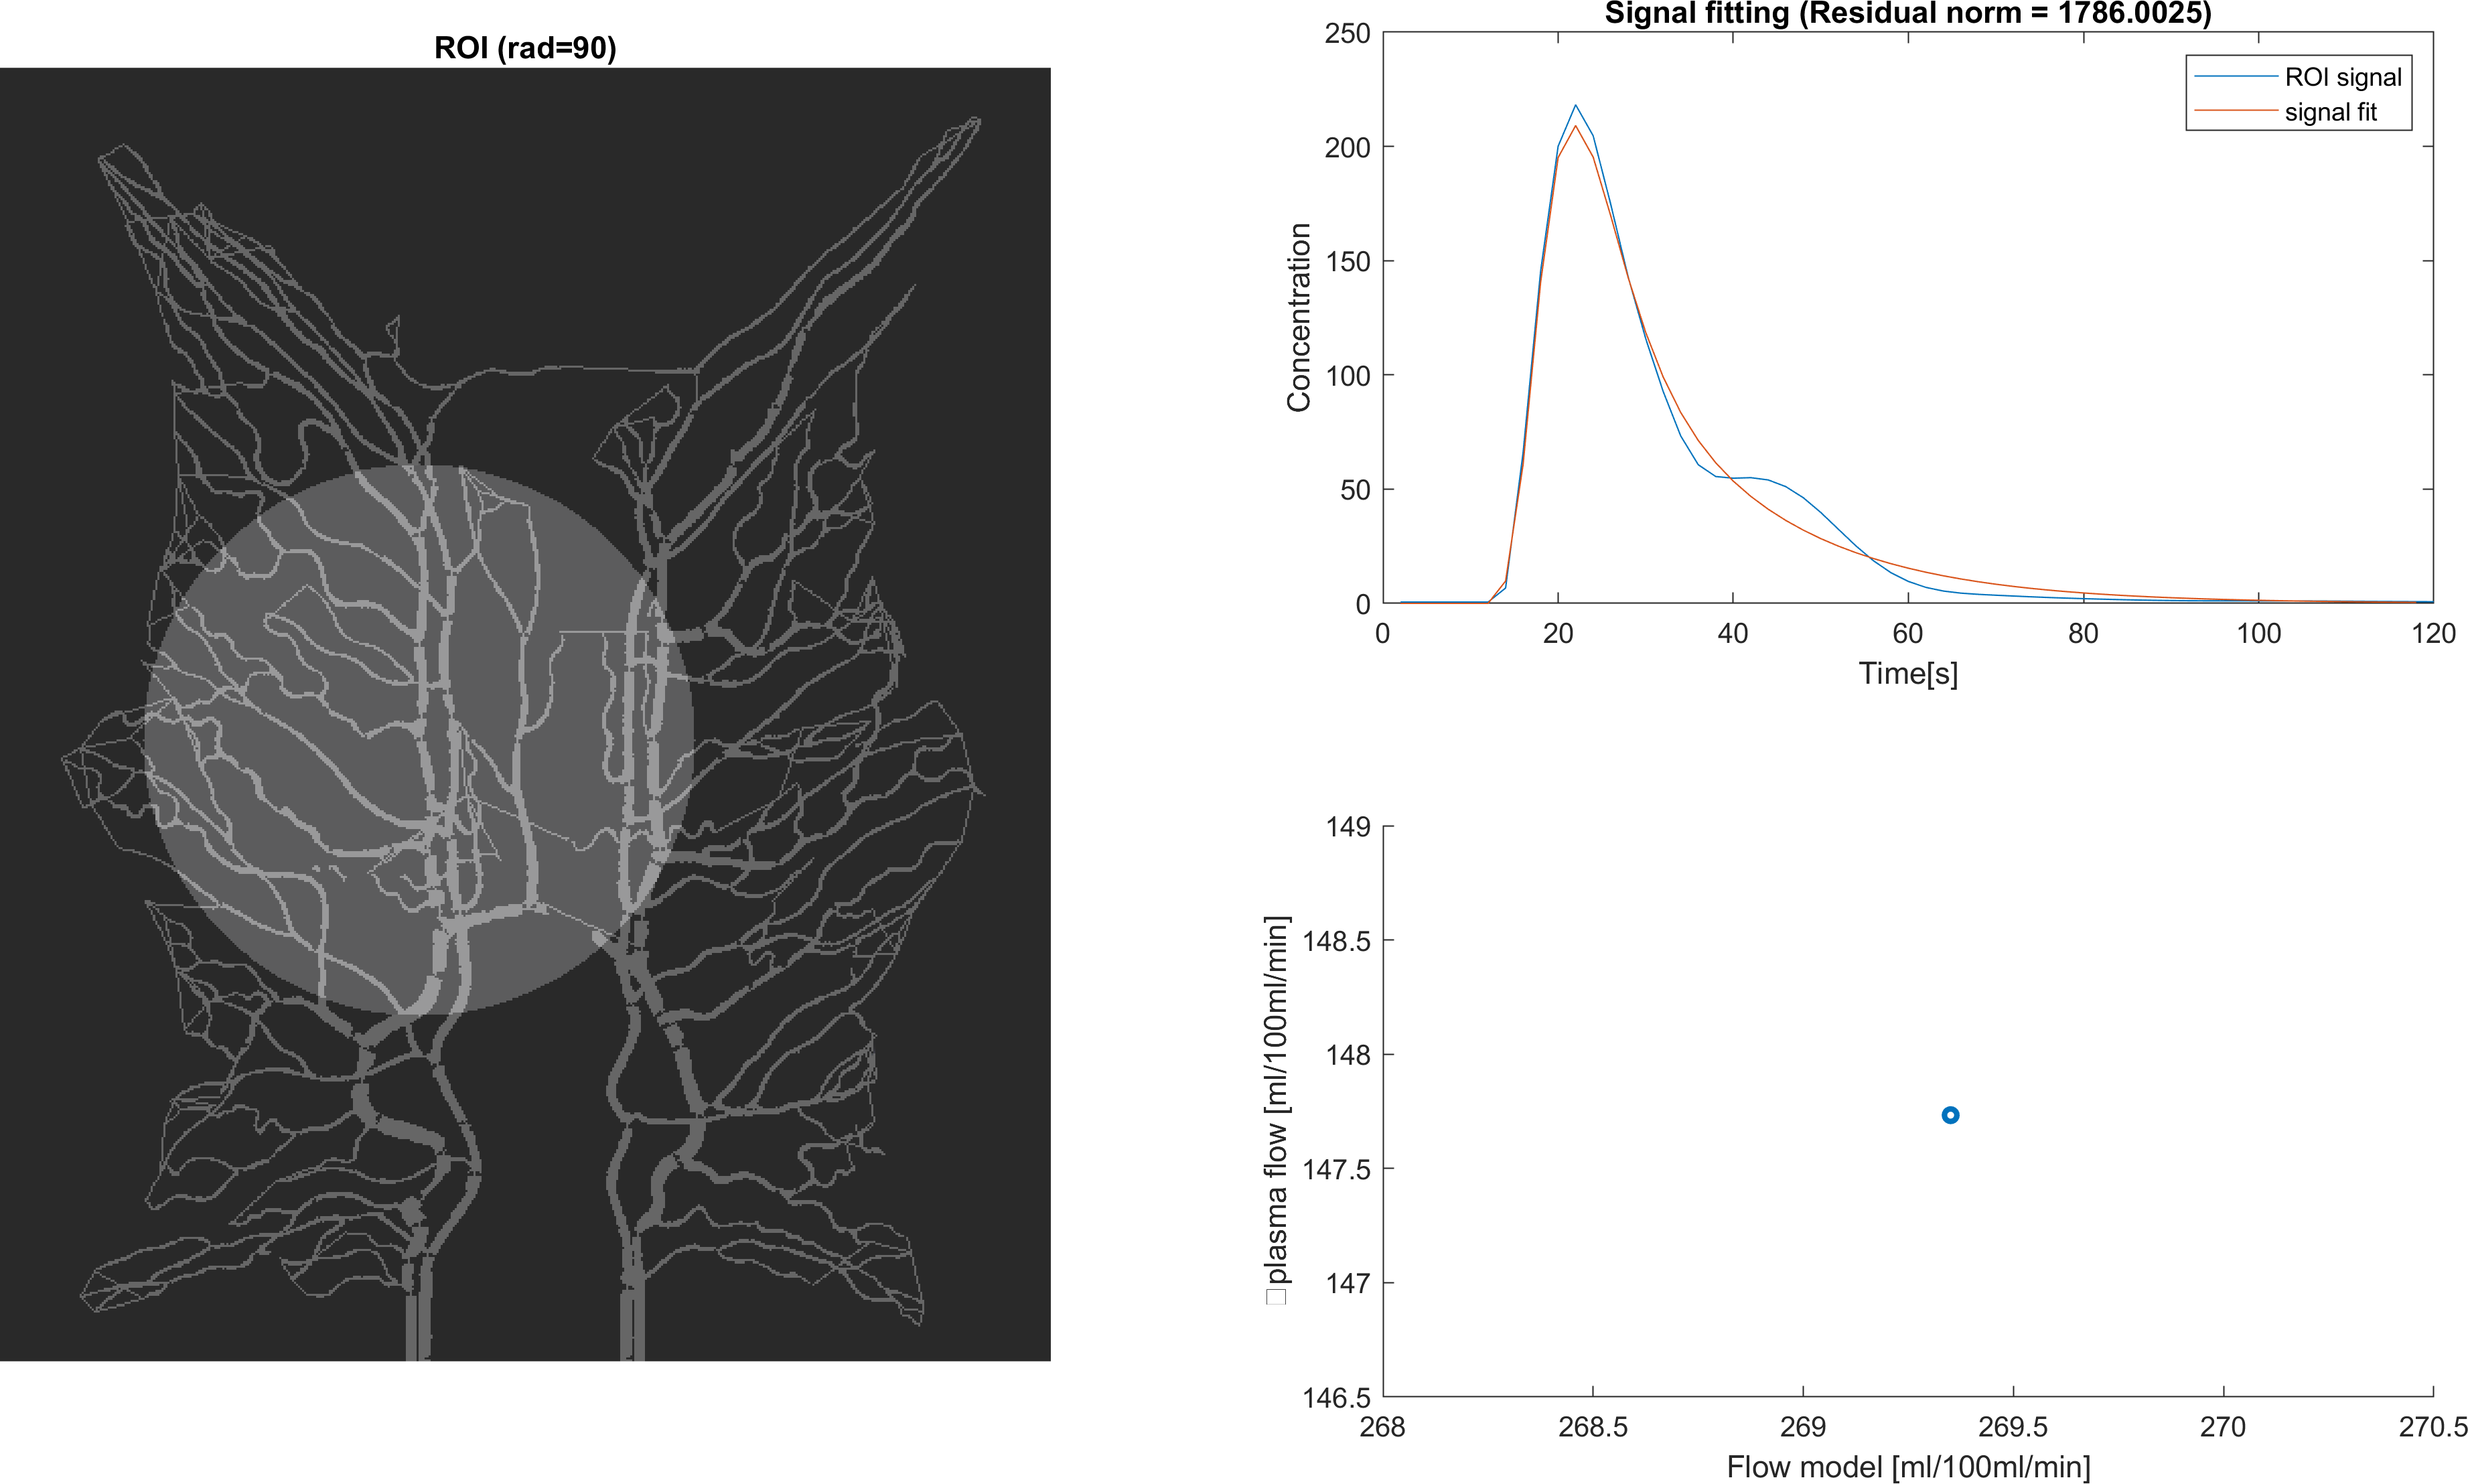 ROI (rad=90)
Signal fitting (Residual norm = 1786.0025)
250
200
150
100
50
0
Concentration
ROI signal
signal fit
0 20 40 60 80 100 120
Time[s]
149
148.5
148
147.5
147
146.5
□plasma flow [ml/100ml/min]
268 268.5 269 269.5 270 270.5
Flow model [ml/100ml/min]